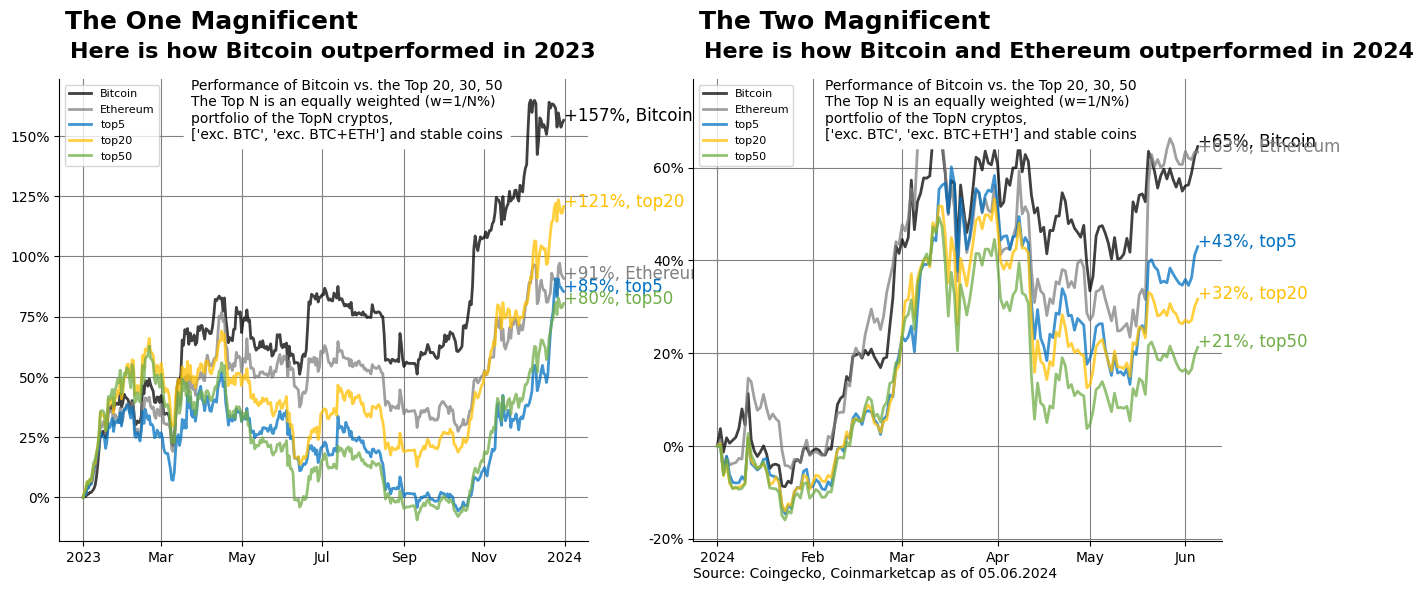 The One Magnificent
Here is how Bitcoin outperformed in 2023
Performance of Bitcoin vs. the Top 20, 30, 50
The Top N is an equally weighted (w=1/N%)
portfolio of the TopN cryptos,
['exc. BTC', 'exc. BTC+ETH'] and stable coins
Bitcoin
Ethereum
top5
top20
top50
150%
125%
100%
75%
50%
25%
0%
+157%, Bitcoin
+121%, top20
+91%, Ethereum
+85%, top5
+80%, top50
2023
Mar
May
Jul
Sep
Nov
2024
The Two Magnificent
Here is how Bitcoin and Ethereum outperformed in 2024
Performance of Bitcoin vs. the Top 20, 30, 50
The Top N is an equally weighted (w=1/N%)
portfolio of the TopN cryptos,
['exc. BTC', 'exc. BTC+ETH'] and stable coins
Bitcoin
Ethereum
top5
top20
top50
60%
40%
20%
0%
-20%
+65%, Bitcoin
+63%, Ethereum
+43%, top5
+32%, top20
+21%, top50
2024
Feb
Mar
Apr
May
Jun
Source: Coingecko, Coinmarketcap as of 05.06.2024